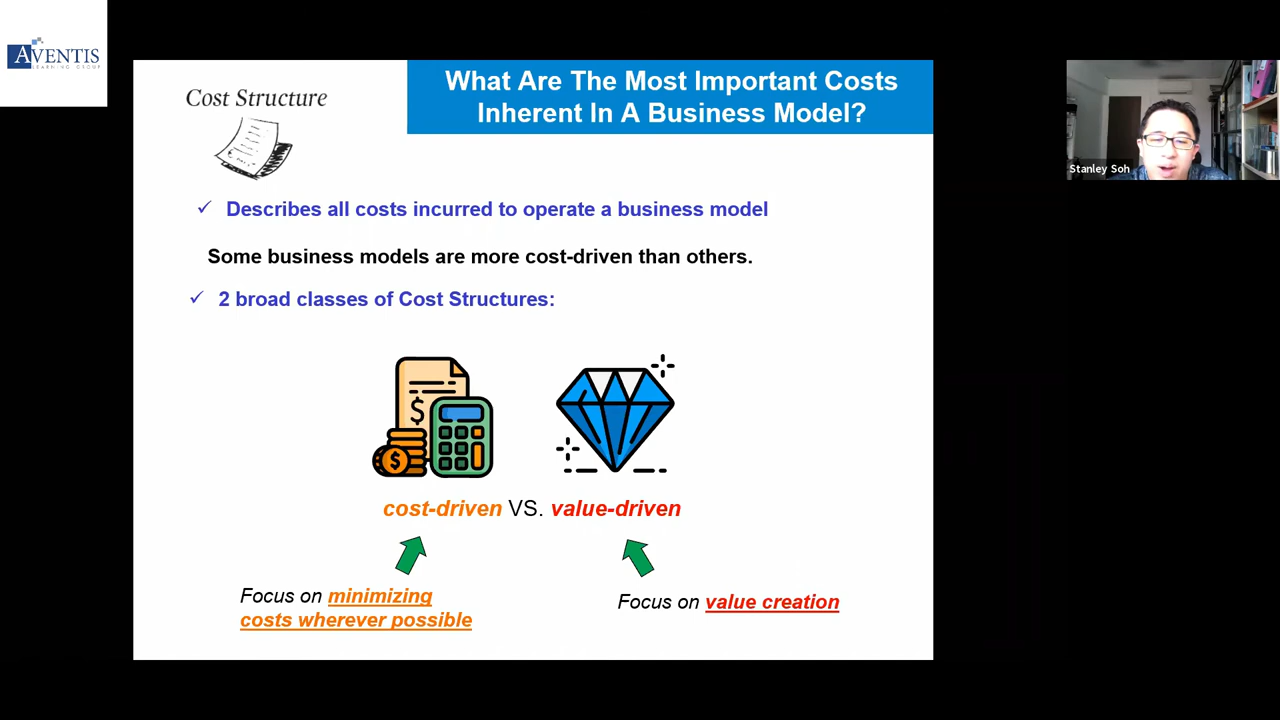 AVENTIS
LEARNING GROUP
Cost Structure
What Are The Most Important Costs
Inherent In A Business Model?
Stanley Soh
✓ Describes all costs incurred to operate a business model
Some business models are more cost-driven than others.
✓ 2 broad classes of Cost Structures:
$
$
cost-driven VS. value-driven
Focus on minimizing
costs wherever possible
Focus on value creation